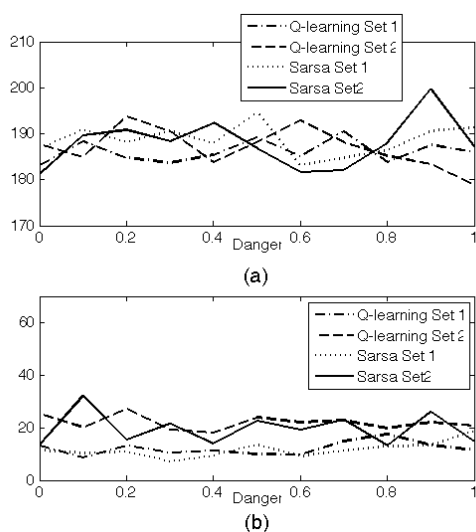 Q-learning Set 1
Q-learning Set 2
Sarsa Set 1
Sarsa Set2
210
200
190
180
170
0 0.2 0.4 0.6 0.8 1
Danger
(a)
Q-learning Set 1
Q-learning Set 2
Sarsa Set 1
Sarsa Set2
60
40
20
0
0 0.2 0.4 0.6 0.8 1
Danger
(b)